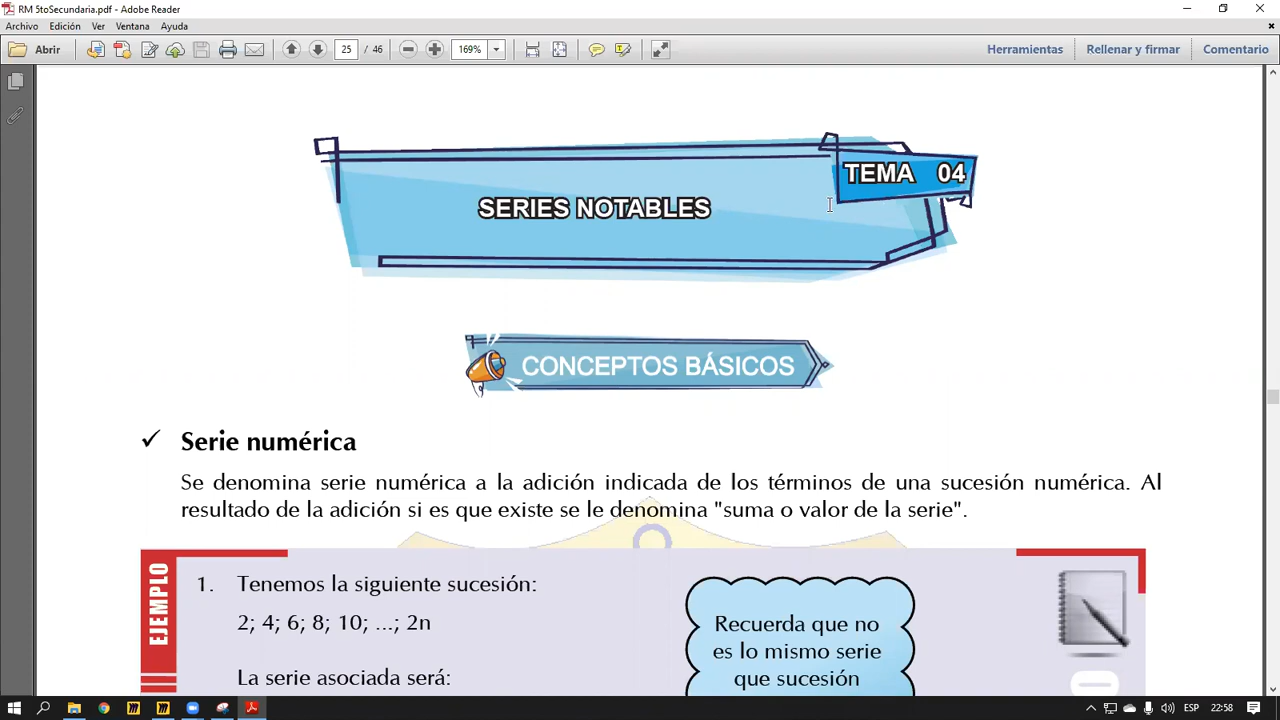 RM 5toSecundaria.pdf - Adobe Reader
Archivo Edición Ver Ventana Ayuda
Abrir 25 / 46 169% Herramientas Rellenar y firmar Comentario
TEMA 04
SERIES NOTABLES
CONCEPTOS BÁSICOS
✓ Serie numérica
Se denomina serie numérica a la adición indicada de los términos de una sucesión numérica. Al
resultado de la adición si es que existe se le denomina "suma o valor de la serie".
EJEMPLO
1. Tenemos la siguiente sucesión:
2; 4; 6; 8; 10; ...; 2n
La serie asociada será:
Recuerda que no
es lo mismo serie
que sucesión
ESP 22:58